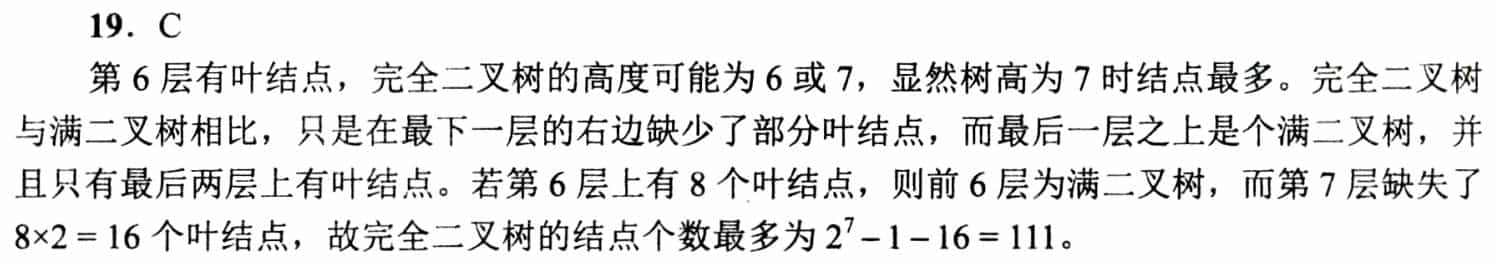 19．C
第 6 层有叶结点，完全二叉树的高度可能为 6 或 7，显然树高为 7 时结点最多。完全二叉树
与满二叉树相比，只是在最下一层的右边缺少了部分叶结点，而最后一层之上是个满二叉树，并
且只有最后两层上有叶结点。若第 6 层上有 8 个叶结点，则前 6 层为满二叉树，而第 7 层缺失了
8×2 = 16 个叶结点，故完全二叉树的结点个数最多为 2⁷ – 1 – 16 = 111。